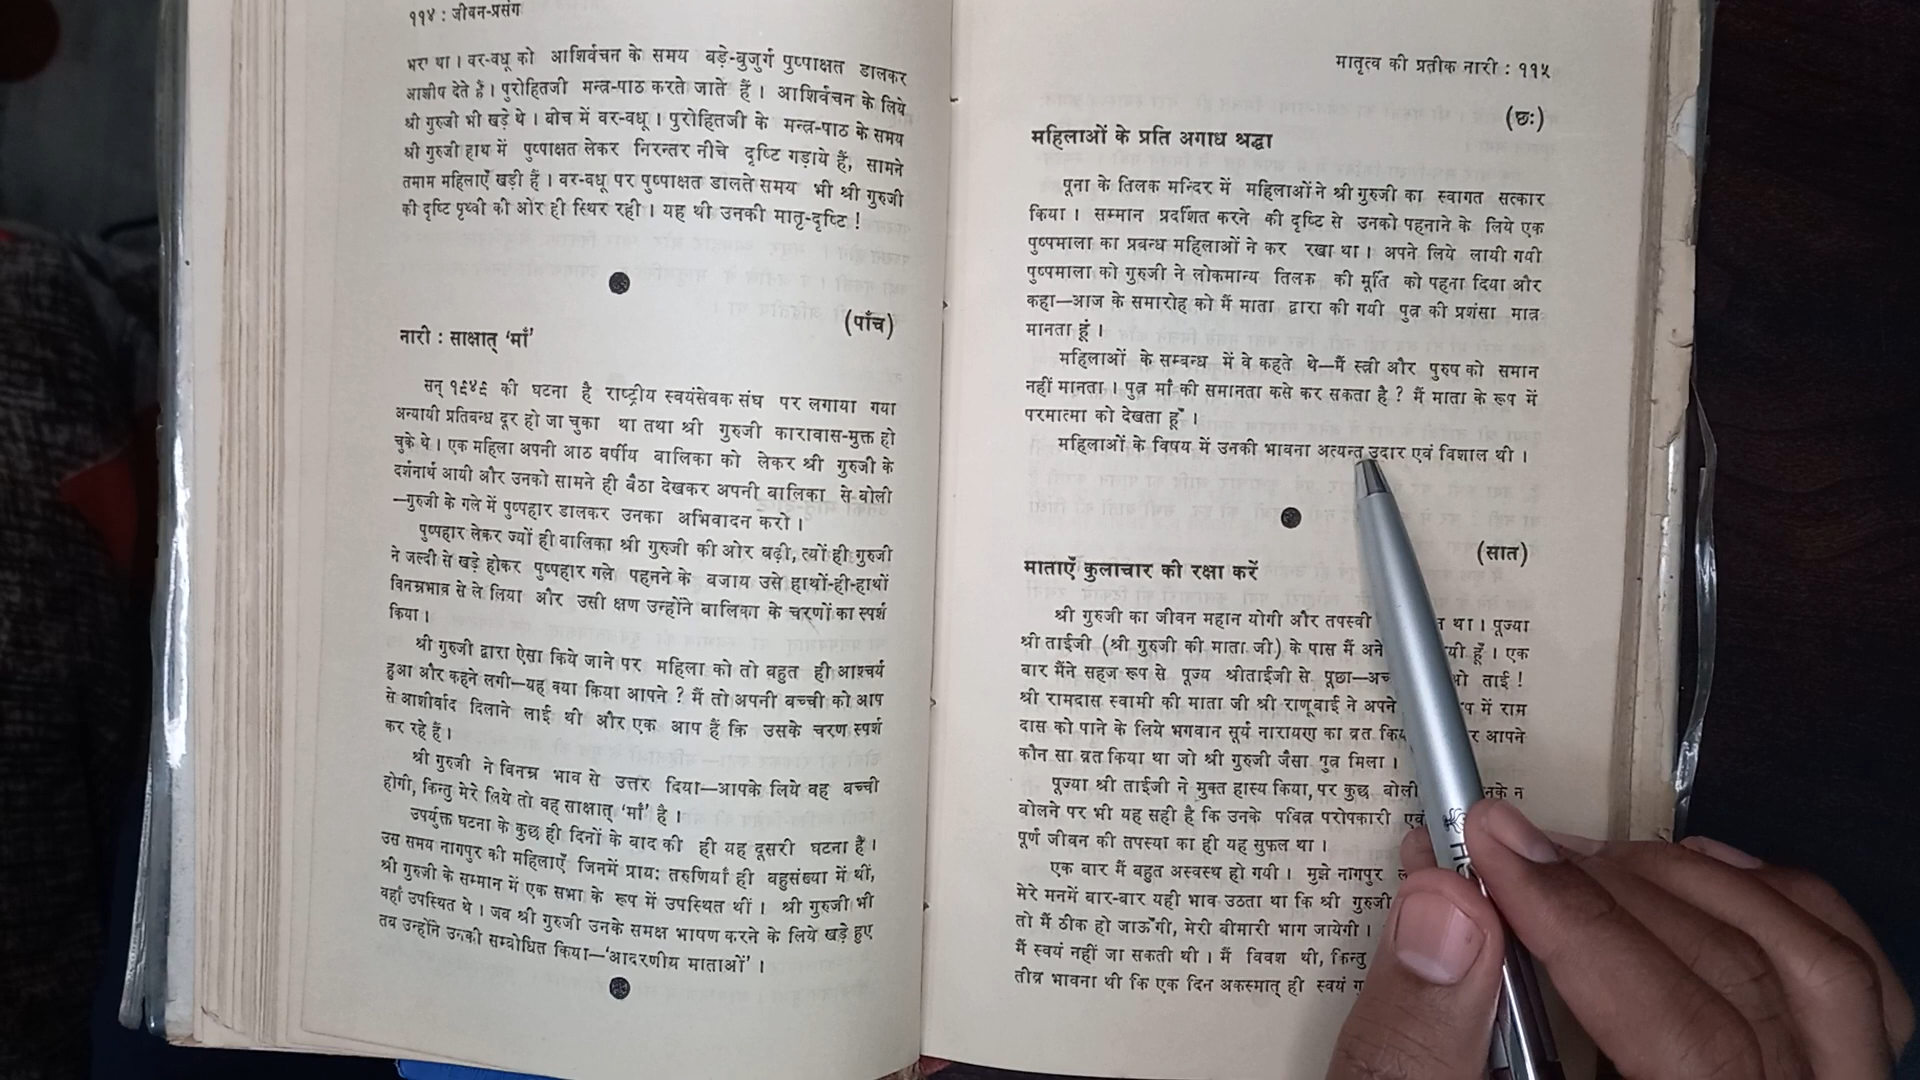 ११४ : जीवन-प्रसंग
भरा था । वर-वधू को आशिर्वचन के समय बड़े-बुजुर्ग पुष्पाक्षत डालकर
आशीष देते हैं । पुरोहितजी मन्त्र-पाठ करते जाते हैं । आशिर्वचन के लिये
श्री गुरुजी भी खड़े थे । बीच में वर-वधू । पुरोहितजी के मन्त्र-पाठ के समय
श्री गुरुजी हाथ में पुष्पाक्षत लेकर निरन्तर नीचे दृष्टि गड़ाये हैं, सामने
तमाम महिलाएँ खड़ी हैं । वर-वधू पर पुष्पाक्षत डालते समय भी श्री गुरुजी
की दृष्टि पृथ्वी की ओर ही स्थिर रही । यह थी उनकी मातृ-दृष्टि !
(पाँच)
नारी : साक्षात् ‘माँ’
सन् १९४९ की घटना है राष्ट्रीय स्वयंसेवक संघ पर लगाया गया
अन्यायी प्रतिबन्ध दूर हो जा चुका था तथा श्री गुरुजी कारावास-मुक्त हो
चुके थे । एक महिला अपनी आठ वर्षीय बालिका को लेकर श्री गुरुजी के
दर्शनार्थ आयी और उनको सामने ही बैठा देखकर अपनी बालिका से बोली
—गुरुजी के गले में पुष्पहार डालकर उनका अभिवादन करो ।
पुष्पहार लेकर ज्यों ही बालिका श्री गुरुजी की ओर बढ़ी, त्यों ही गुरुजी
ने जल्दी से खड़े होकर पुष्पहार गले पहनने के बजाय उसे हाथों-ही-हाथों
विनम्रभाव से ले लिया और उसी क्षण उन्होंने बालिका के चरणों का स्पर्श
किया ।
श्री गुरुजी द्वारा ऐसा किये जाने पर महिला को तो बहुत ही आश्चर्य
हुआ और कहने लगी—यह क्या किया आपने ? मैं तो अपनी बच्ची को आप
से आशीर्वाद दिलाने लाई थी और एक आप हैं कि उसके चरण स्पर्श
कर रहे हैं ।
श्री गुरुजी ने विनम्र भाव से उत्तर दिया—आपके लिये वह बच्ची
होगी, किन्तु मेरे लिये तो वह साक्षात् ‘माँ’ है ।
उपर्युक्त घटना के कुछ ही दिनों के बाद की ही यह दूसरी घटना है ।
उस समय नागपुर की महिलाएँ जिनमें प्राय: तरुणियाँ ही बहुसंख्या में थीं,
श्री गुरुजी के सम्मान में एक सभा के रूप में उपस्थित थीं । श्री गुरुजी भी
वहाँ उपस्थित थे । जब श्री गुरुजी उनके समक्ष भाषण करने के लिये खड़े हुए
तब उन्होंने उनको सम्बोधित किया—‘आदरणीय माताओं’ ।
मातृत्व की प्रतीक नारी : ११५
(छ:)
महिलाओं के प्रति अगाध श्रद्धा
पूना के तिलक मन्दिर में महिलाओं ने श्री गुरुजी का स्वागत सत्कार
किया । सम्मान प्रदर्शित करने की दृष्टि से उनको पहनाने के लिये एक
पुष्पमाला का प्रबन्ध महिलाओं ने कर रखा था । अपने लिये लायी गयी
पुष्पमाला को गुरुजी ने लोकमान्य तिलक की मूर्ति को पहना दिया और
कहा—आज के समारोह को मैं माता द्वारा की गयी पुत्र की प्रशंसा मात्र
मानता हूं ।
महिलाओं के सम्बन्ध में वे कहते थे—मैं स्त्री और पुरुष को समान
नहीं मानता । पुत्र माँ की समानता कसे कर सकता है ? मैं माता के रूप में
परमात्मा को देखता हूँ ।
महिलाओं के विषय में उनकी भावना अत्यन्त उदार एवं विशाल थी ।
(सात)
माताएँ कुलाचार की रक्षा करें
श्री गुरुजी का जीवन महान योगी और तपस्वी था । पूज्या
श्री ताईजी (श्री गुरुजी की माता जी) के पास मैं हूँ । एक
बार मैंने सहज रूप से पूज्य श्रीताईजी से पूछा— ताई !
श्री रामदास स्वामी की माता जी श्री राणूबाई ने अपने में राम
दास को पाने के लिये भगवान सूर्य नारायण का व्रत आपने
कौन सा व्रत किया था जो श्री गुरुजी जैसा पुत्र मिला ।
पूज्या श्री ताईजी ने मुक्त हास्य किया, पर कुछ बोली न
बोलने पर भी यह सही है कि उनके पवित्र परोपकारी एवं
पूर्ण जीवन की तपस्या का ही यह सुफल था ।
एक बार मैं बहुत अस्वस्थ हो गयी । मुझे नागपुर
मेरे मनमें बार-बार यही भाव उठता था कि श्री गुरुजी
तो मैं ठीक हो जाऊँगी, मेरी बीमारी भाग जायेगी ।
मैं स्वयं नहीं जा सकती थी । मैं विवश थी, किन्तु
तीव्र भावना थी कि एक दिन अकस्मात् ही स्वयं